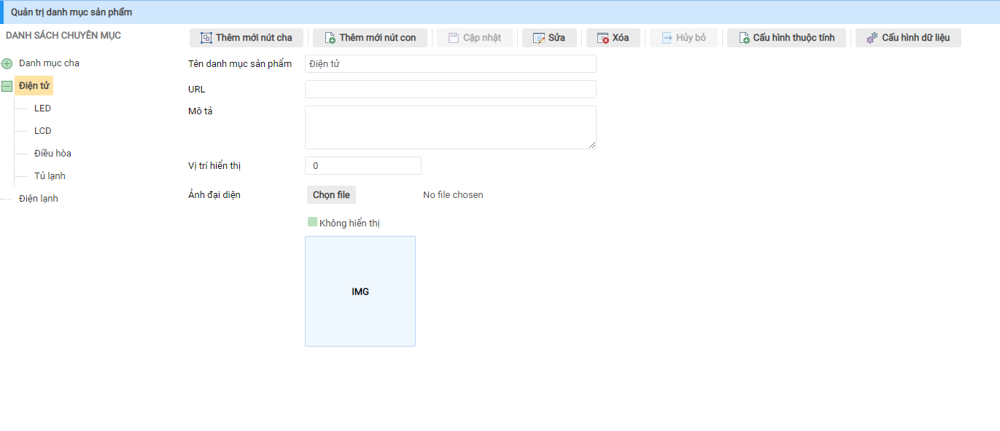 Quản trị danh mục sản phẩm
DANH SÁCH CHUYÊN MỤC
Thêm mới nút cha Thêm mới nút con Cập nhật Sửa Xóa Hủy bỏ Cấu hình thuộc tính Cấu hình dữ liệu
Danh mục cha
Điện tử
LED
LCD
Điều hòa
Tủ lạnh
Điện lạnh
Tên danh mục sản phẩm Điện tử
URL
Mô tả
Vị trí hiển thị 0
Ảnh đại diện Chọn file No file chosen
Không hiển thị
IMG